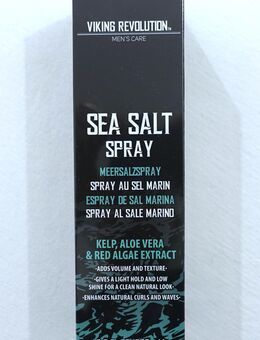 VIKING REVOLUTION™
MEN'S CARE
SEA SALT
SPRAY
MEERSALZSPRAY
SPRAY AU SEL MARIN
ESPRAY DE SAL MARINA
SPRAY AL SALE MARINO
KELP, ALOE VERA
& RED ALGAE EXTRACT
-ADDS VOLUME AND TEXTURE-
-GIVES A LIGHT HOLD AND LOW
SHINE FOR A CLEAN NATURAL LOOK-
-ENHANCES NATURAL CURLS AND WAVES-